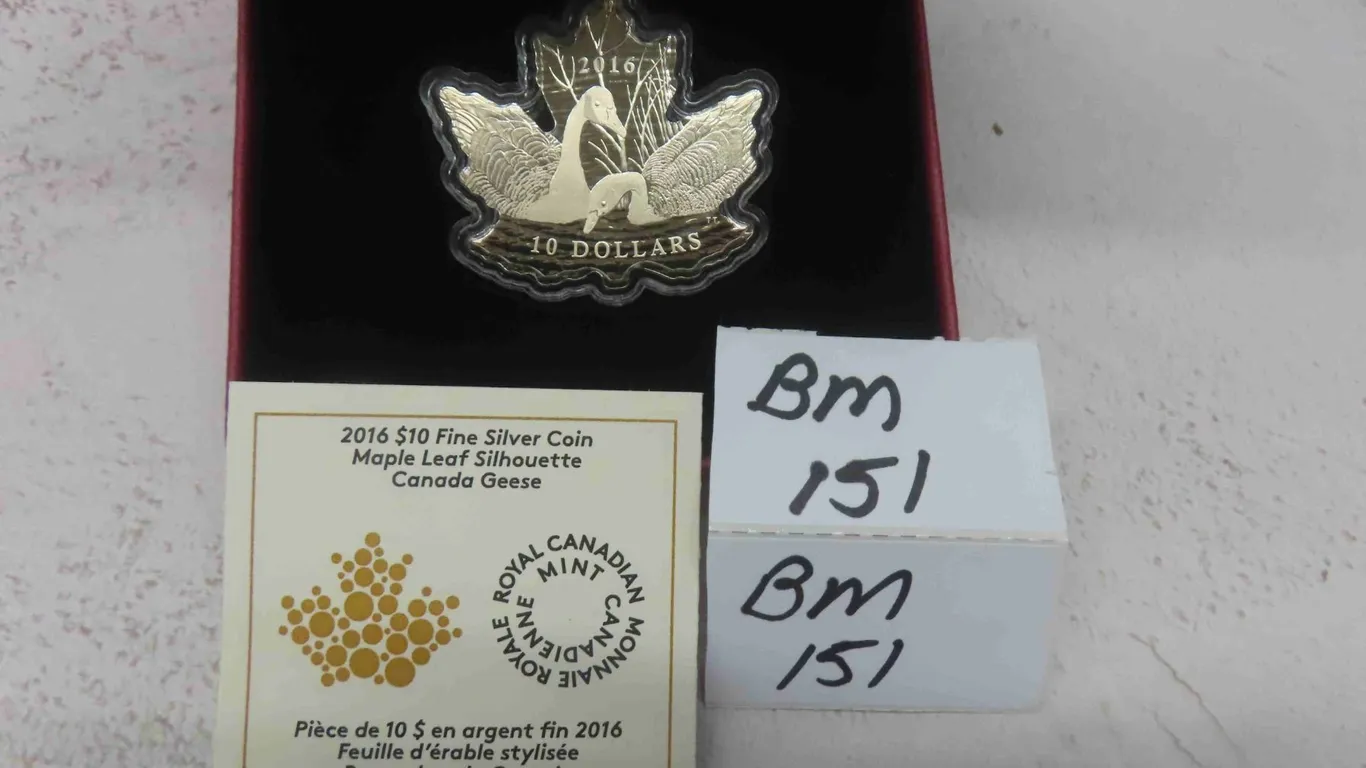 2016
10 DOLLARS
TT
BM
151
BM
151
2016 $10 Fine Silver Coin
Maple Leaf Silhouette
Canada Geese
ROYAL CANADIAN MINT
MONNAIE ROYALE CANADIENNE
Pièce de 10 $ en argent fin 2016
Feuille d'érable stylisée